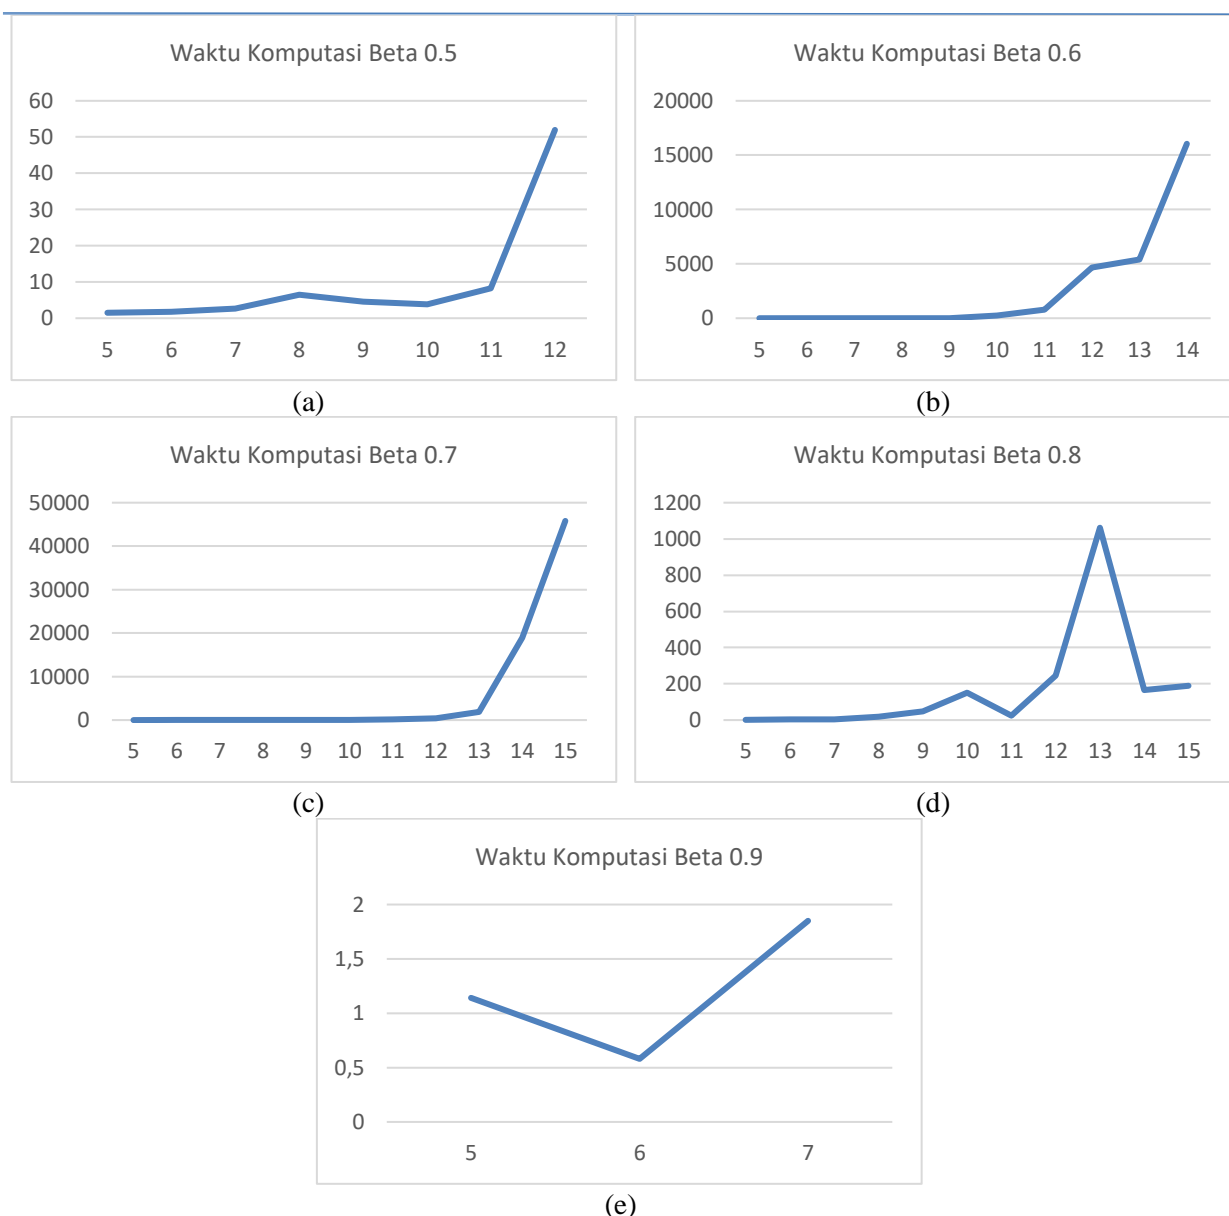 Waktu Komputasi Beta 0.5
60
50
40
30
20
10
0
5 6 7 8 9 10 11 12
(a)
Waktu Komputasi Beta 0.6
20000
15000
10000
5000
0
5 6 7 8 9 10 11 12 13 14
(b)
Waktu Komputasi Beta 0.7
50000
40000
30000
20000
10000
0
5 6 7 8 9 10 11 12 13 14 15
(c)
Waktu Komputasi Beta 0.8
1200
1000
800
600
400
200
0
5 6 7 8 9 10 11 12 13 14 15
(d)
Waktu Komputasi Beta 0.9
2
1,5
1
0,5
0
5 6 7
(e)